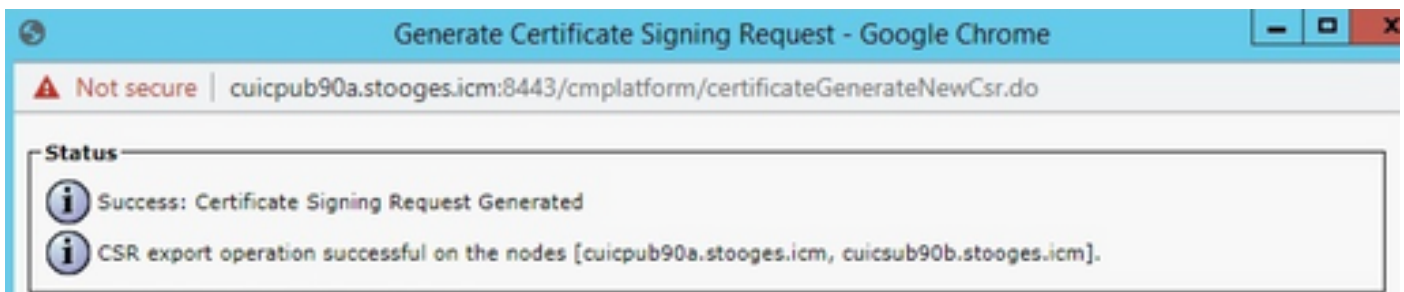 Generate Certificate Signing Request - Google Chrome
Not secure | cuicpub90a.stooges.icm:8443/cmplatform/certificateGenerateNewCsr.do
Status
Success: Certificate Signing Request Generated
CSR export operation successful on the nodes [cuicpub90a.stooges.icm, cuicsub90b.stooges.icm].